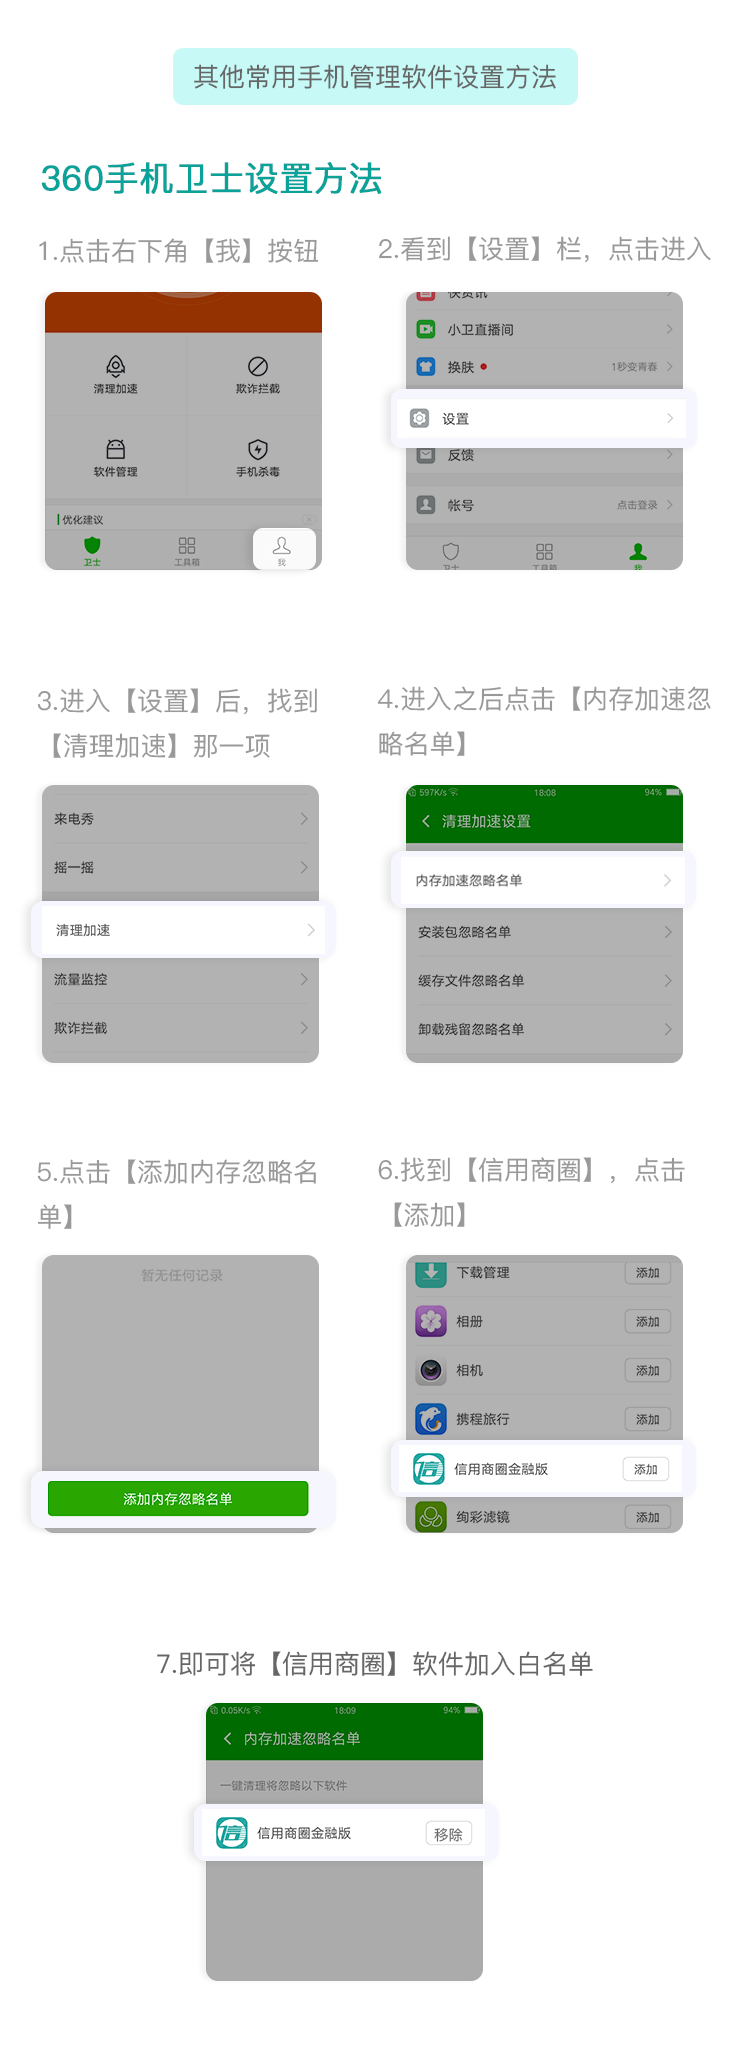 其他常用手机管理软件设置方法
360手机卫士设置方法
1.点击右下角【我】按钮
清理加速
欺诈拦截
软件管理
手机杀毒
优化建议
卫士
工具箱
我
2.看到【设置】栏，点击进入
快资讯
小卫直播间
换肤
1秒变青春
设置
反馈
帐号
点击登录
卫士
工具箱
我
3.进入【设置】后，找到
【清理加速】那一项
来电秀
摇一摇
清理加速
流量监控
欺诈拦截
4.进入之后点击【内存加速忽
略名单】
597K/s
18:08
94%
清理加速设置
内存加速忽略名单
安装包忽略名单
缓存文件忽略名单
卸载残留忽略名单
5.点击【添加内存忽略名
单】
暂无任何记录
添加内存忽略名单
6.找到【信用商圈】，点击
【添加】
下载管理 添加
相册 添加
相机 添加
携程旅行 添加
信用商圈金融版 添加
绚彩滤镜 添加
7.即可将【信用商圈】软件加入白名单
0.05K/s
18:09
94%
内存加速忽略名单
一键清理将忽略以下软件
信用商圈金融版 移除